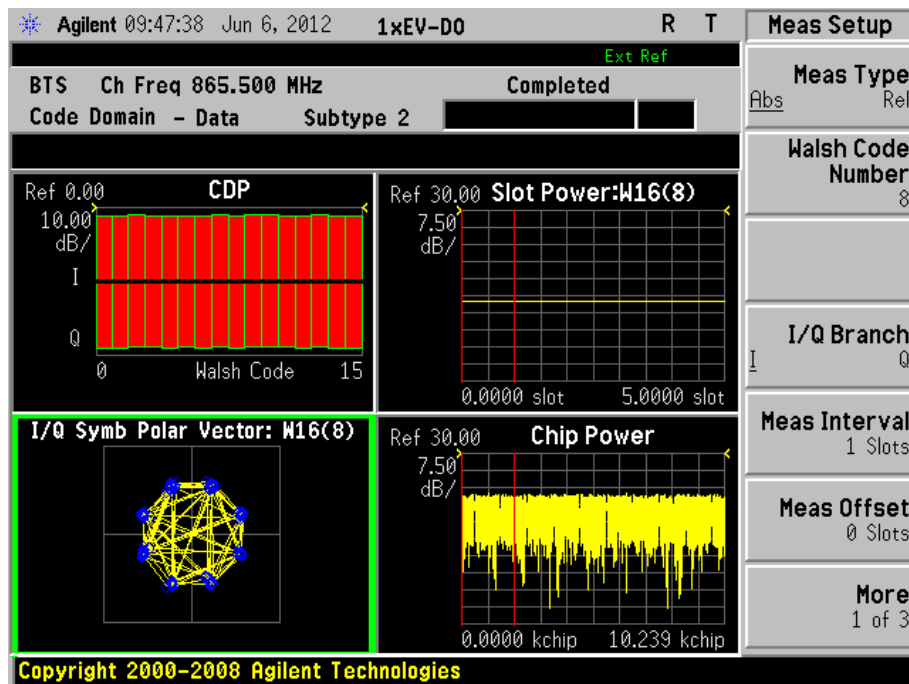 Agilent 09:47:38 Jun 6, 2012 1xEV-DO R T
Ext Ref
BTS Ch Freq 865.500 MHz Completed
Code Domain - Data Subtype 2
Ref 0.00 CDP
10.00
dB/
I
Q
0 Walsh Code 15
Ref 30.00 Slot Power:W16(8)
7.50
dB/
0.0000 slot 5.0000 slot
I/Q Symb Polar Vector: W16(8)
Ref 30.00 Chip Power
7.50
dB/
0.0000 kchip 10.239 kchip
Meas Setup
Meas Type
Abs Rel
Walsh Code
Number
8
I/Q Branch
I Q
Meas Interval
1 Slots
Meas Offset
0 Slots
More
1 of 3
Copyright 2000-2008 Agilent Technologies